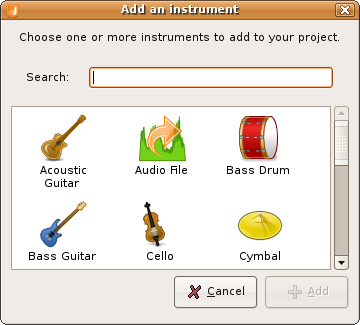 Add an instrument
Choose one or more instruments to add to your project.
Search:
Acoustic
Guitar
Audio File
Bass Drum
Bass Guitar
Cello
Cymbal
Cancel
Add